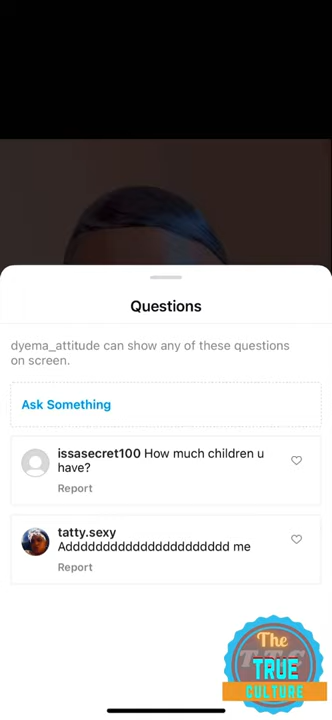 Questions
dyema_attitude can show any of these questions
on screen.
Ask Something
issasecret100 How much children u
have?
Report
tatty.sexy
Adddddddddddddddddddddd me
Report
The
TTC
TRUE
CULTURE